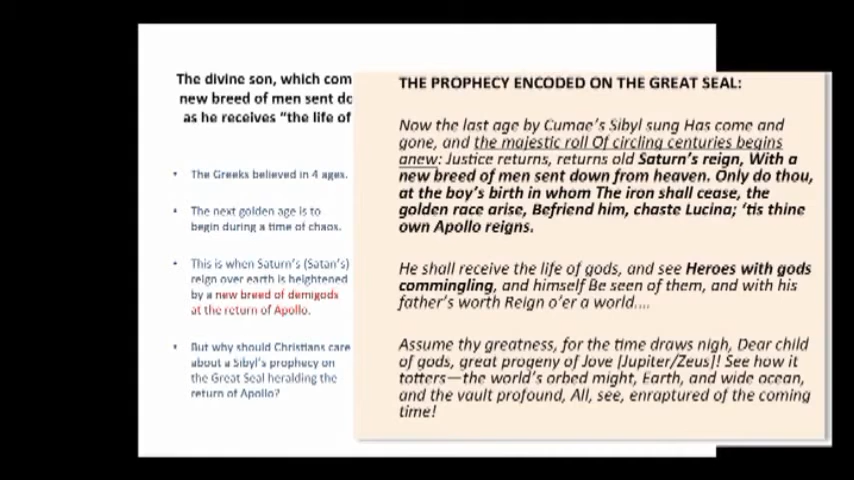 The divine son, which com
new breed of men sent do
as he receives "the life of
• The Greeks believed in 4 ages.
• The next golden age is to
begin during a time of chaos.
• This is when Saturn's (Satan's)
reign over earth is heightened
by a new breed of demigods
at the return of Apollo.
• But why should Christians care
about a Sibyl's prophecy on
the Great Seal heralding the
return of Apollo?
THE PROPHECY ENCODED ON THE GREAT SEAL:
Now the last age by Cumae's Sibyl sung Has come and
gone, and the majestic roll Of circling centuries begins
anew: Justice returns, returns old Saturn's reign, With a
new breed of men sent down from heaven. Only do thou,
at the boy's birth in whom The iron shall cease, the
golden race arise, Befriend him, chaste Lucina; 'tis thine
own Apollo reigns.
He shall receive the life of gods, and see Heroes with gods
commingling, and himself Be seen of them, and with his
father's worth Reign o'er a world....
Assume thy greatness, for the time draws nigh, Dear child
of gods, great progeny of Jove [Jupiter/Zeus]! See how it
totters—the world's orbed might, Earth, and wide ocean,
and the vault profound, All, see, enraptured of the coming
time!